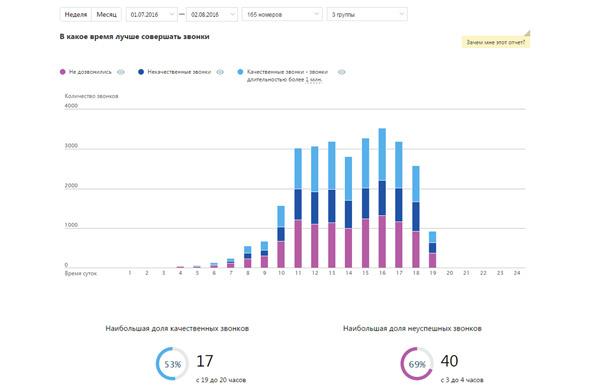 Неделя Месяц 01.07.2016 — 02.08.2016 165 номеров 3 группы
В какое время лучше совершать звонки
Зачем мне этот отчет?
Не дозвонились Некачественные звонки Качественные звонки - звонки
длительностью более 1 мин.
Количество звонков
4000
3000
2000
1000
0
Время суток 1 2 3 4 5 6 7 8 9 10 11 12 13 14 15 16 17 18 19 20 21 22 23 24
Наибольшая доля качественных звонков Наибольшая доля неуспешных звонков
53% 17 69% 40
с 19 до 20 часов с 3 до 4 часов